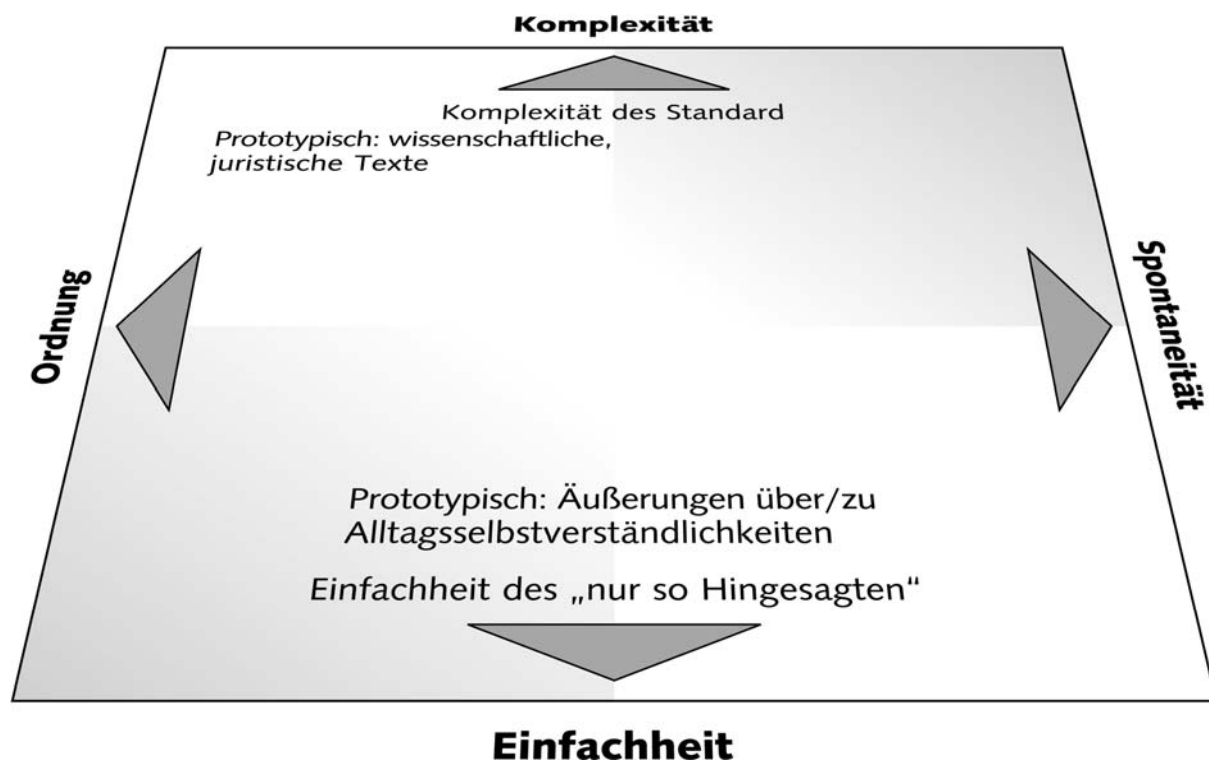 Komplexität
Komplexität des Standard
Prototypisch: wissenschaftliche,
juristische Texte
Ordnung
Spontaneität
Prototypisch: Äußerungen über/zu
Alltagsselbstverständlichkeiten
Einfachheit des „nur so Hingesagten“
Einfachheit